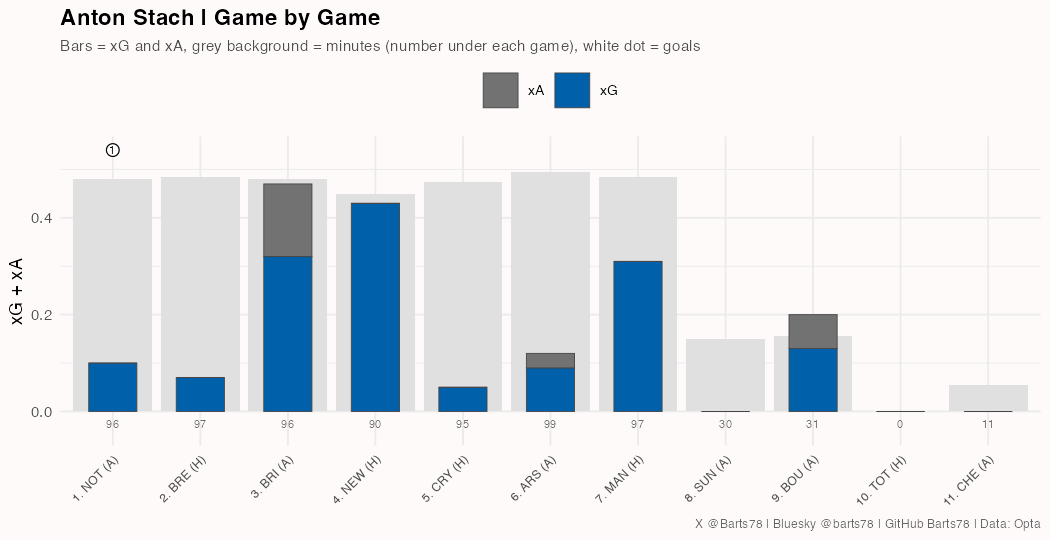 Anton Stach | Game by Game
Bars = xG and xA, grey background = minutes (number under each game), white dot = goals
xA xG
1
xG + xA
0.4
0.2
0.0
96 97 96 90 95 99 97 30 31 0 11
1. NOT (A) 2. BRE (H) 3. BRI (A) 4. NEW (H) 5. CRY (H) 6. ARS (A) 7. MAN (H) 8. SUN (A) 9. BOU (A) 10. TOT (H) 11. CHE (A)
X @Barts78 | Bluesky @barts78 | GitHub Barts78 | Data: Opta